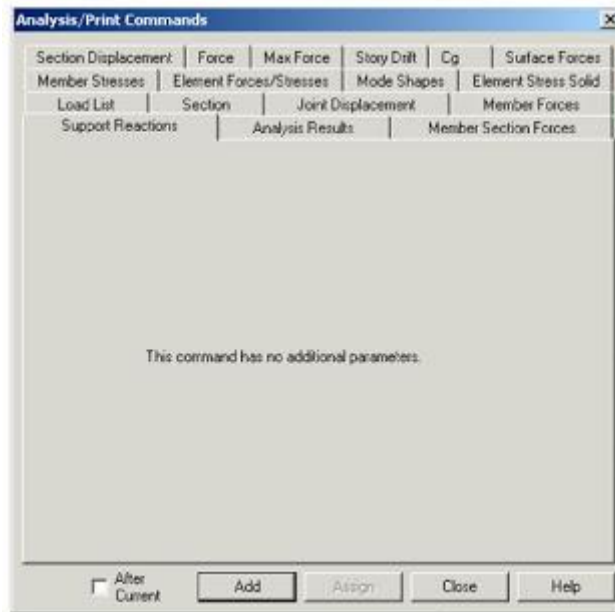 Analysis/Print Commands
Section Displacement Force Max Force Story Drift Cg Surface Forces
Member Stresses Element Forces/Stresses Mode Shapes Element Stress Solid
Load List Section Joint Displacement Member Forces
Support Reactions Analysis Results Member Section Forces
This command has no additional parameters.
After
Current Add Assign Close Help